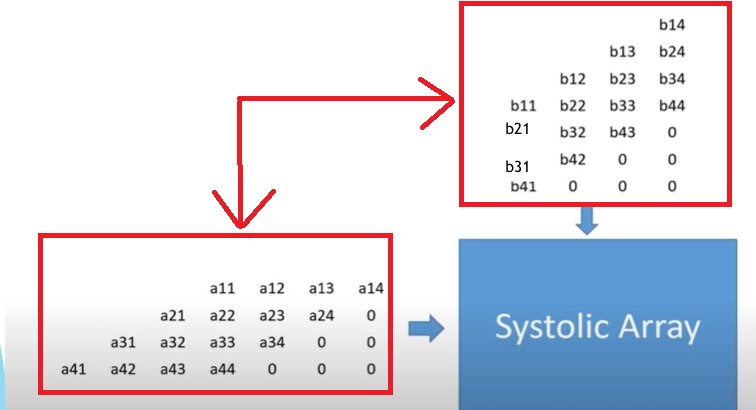 b14
b13 b24
b12 b23 b34
b11 b22 b33 b44
b21 b32 b43 0
b31 b42 0 0
b41 0 0 0
a11 a12 a13 a14
a21 a22 a23 a24 0
a31 a32 a33 a34 0 0
a41 a42 a43 a44 0 0 0
Systolic Array